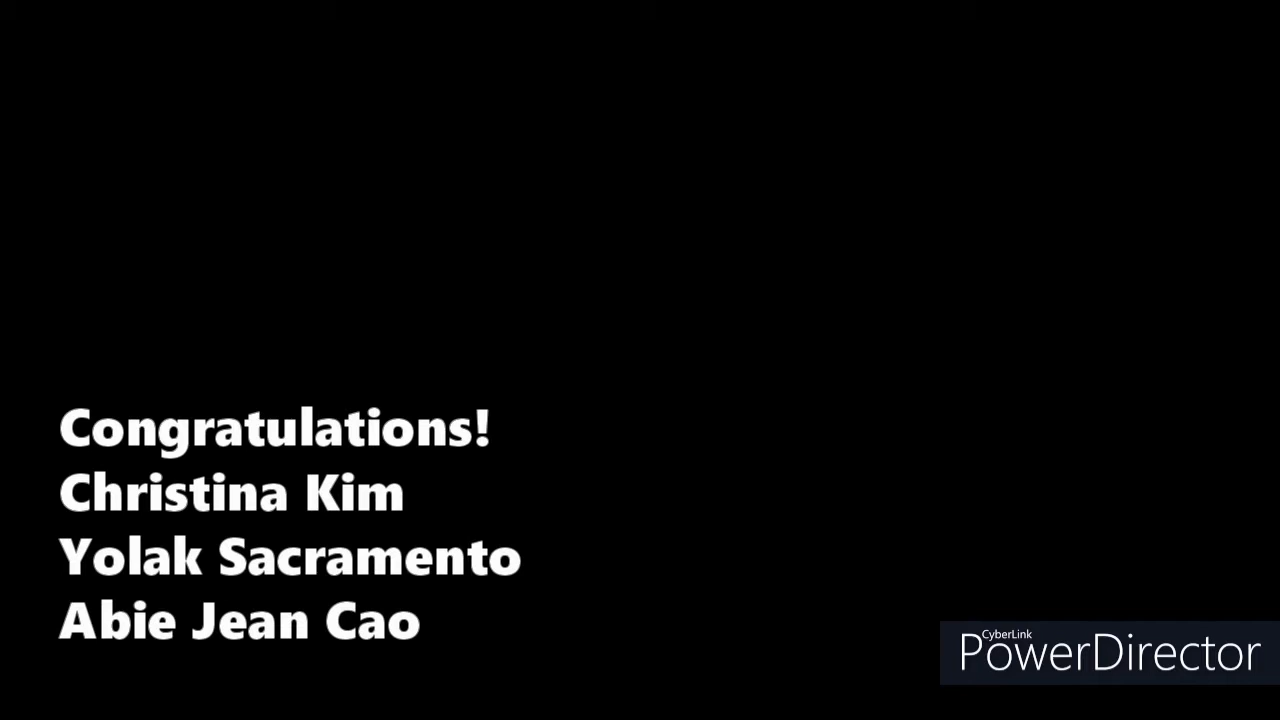 Congratulations!
Christina Kim
Yolak Sacramento
Abie Jean Cao
CyberLink
PowerDirector